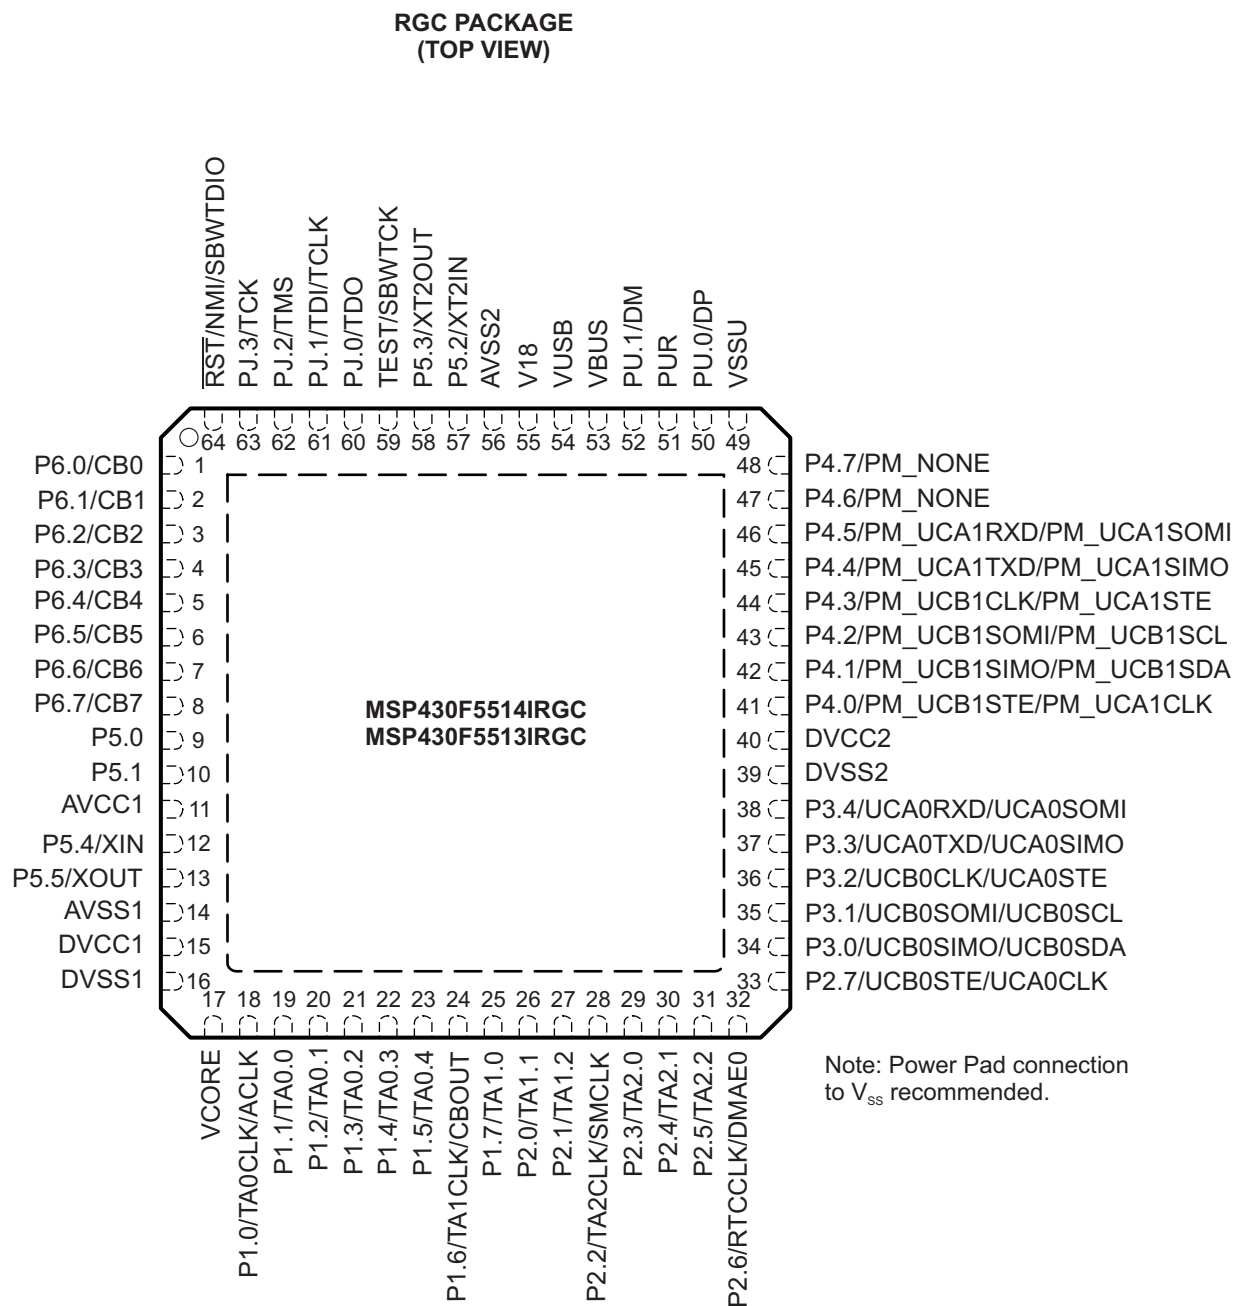 RGC PACKAGE
(TOP VIEW)
RST/NMI/SBWTDIO
PJ.3/TCK
PJ.2/TMS
PJ.1/TDI/TCLK
PJ.0/TDO
TEST/SBWTCK
P5.3/XT2OUT
P5.2/XT2IN
AVSS2
V18
VUSB
VBUS
PU.1/DM
PUR
PU.0/DP
VSSU
64 63 62 61 60 59 58 57 56 55 54 53 52 51 50 49
P6.0/CB0 1
P6.1/CB1 2
P6.2/CB2 3
P6.3/CB3 4
P6.4/CB4 5
P6.5/CB5 6
P6.6/CB6 7
P6.7/CB7 8
P5.0 9
P5.1 10
AVCC1 11
P5.4/XIN 12
P5.5/XOUT 13
AVSS1 14
DVCC1 15
DVSS1 16
MSP430F5514IRGC
MSP430F5513IRGC
48 P4.7/PM_NONE
47 P4.6/PM_NONE
46 P4.5/PM_UCA1RXD/PM_UCA1SOMI
45 P4.4/PM_UCA1TXD/PM_UCA1SIMO
44 P4.3/PM_UCB1CLK/PM_UCA1STE
43 P4.2/PM_UCB1SOMI/PM_UCB1SCL
42 P4.1/PM_UCB1SIMO/PM_UCB1SDA
41 P4.0/PM_UCB1STE/PM_UCA1CLK
40 DVCC2
39 DVSS2
38 P3.4/UCA0RXD/UCA0SOMI
37 P3.3/UCA0TXD/UCA0SIMO
36 P3.2/UCB0CLK/UCA0STE
35 P3.1/UCB0SOMI/UCB0SCL
34 P3.0/UCB0SIMO/UCB0SDA
33 P2.7/UCB0STE/UCA0CLK
17 18 19 20 21 22 23 24 25 26 27 28 29 30 31 32
VCORE
P1.0/TA0CLK/ACLK
P1.1/TA0.0
P1.2/TA0.1
P1.3/TA0.2
P1.4/TA0.3
P1.5/TA0.4
P1.6/TA1CLK/CBOUT
P1.7/TA1.0
P2.0/TA1.1
P2.1/TA1.2
P2.2/TA2CLK/SMCLK
P2.3/TA2.0
P2.4/TA2.1
P2.5/TA2.2
P2.6/RTCCLK/DMAE0
Note: Power Pad connection
to Vss recommended.